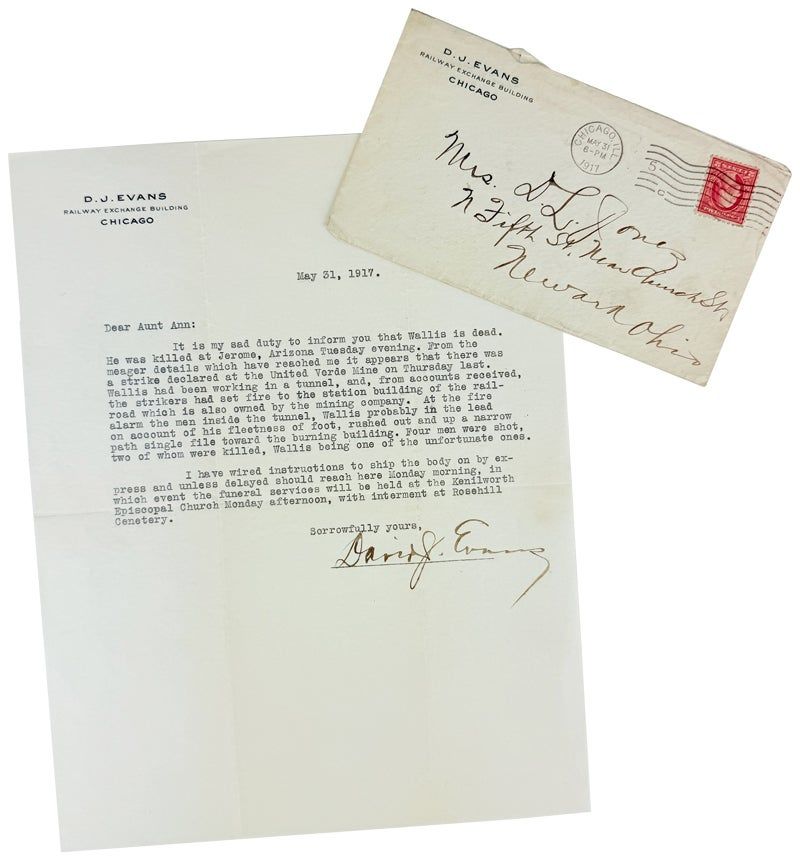 D. J. EVANS
RAILWAY EXCHANGE BUILDING
CHICAGO
CHICAGO, ILL.
MAY 31
8-PM
1917
Mrs. D. L. Jones
N Fifth St. New Church St,
Newark Ohio
D. J. EVANS
RAILWAY EXCHANGE BUILDING
CHICAGO
May 31, 1917.
Dear Aunt Ann:
It is my sad duty to inform you that Wallis is dead.
He was killed at Jerome, Arizona Tuesday evening. From the
meager details which have reached me it appears that there was
a strike declared at the United Verde Mine on Thursday last.
Wallis had been working in a tunnel, and, from accounts received,
the strikers had set fire to the station building of the rail-
road which is also owned by the mining company. At the fire
alarm the men inside the tunnel, Wallis probably in the lead
on account of his fleetness of foot, rushed out and up a narrow
path single file toward the burning building. Four men were shot,
two of whom were killed, Wallis being one of the unfortunate ones.
I have wired instructions to ship the body on by ex-
press and unless delayed should reach here Monday morning, in
which event the funeral services will be held at the Kenilworth
Episcopal Church Monday afternoon, with interment at Rosehill
Cenetery.
Sorrowfully yours,
David J. Evans